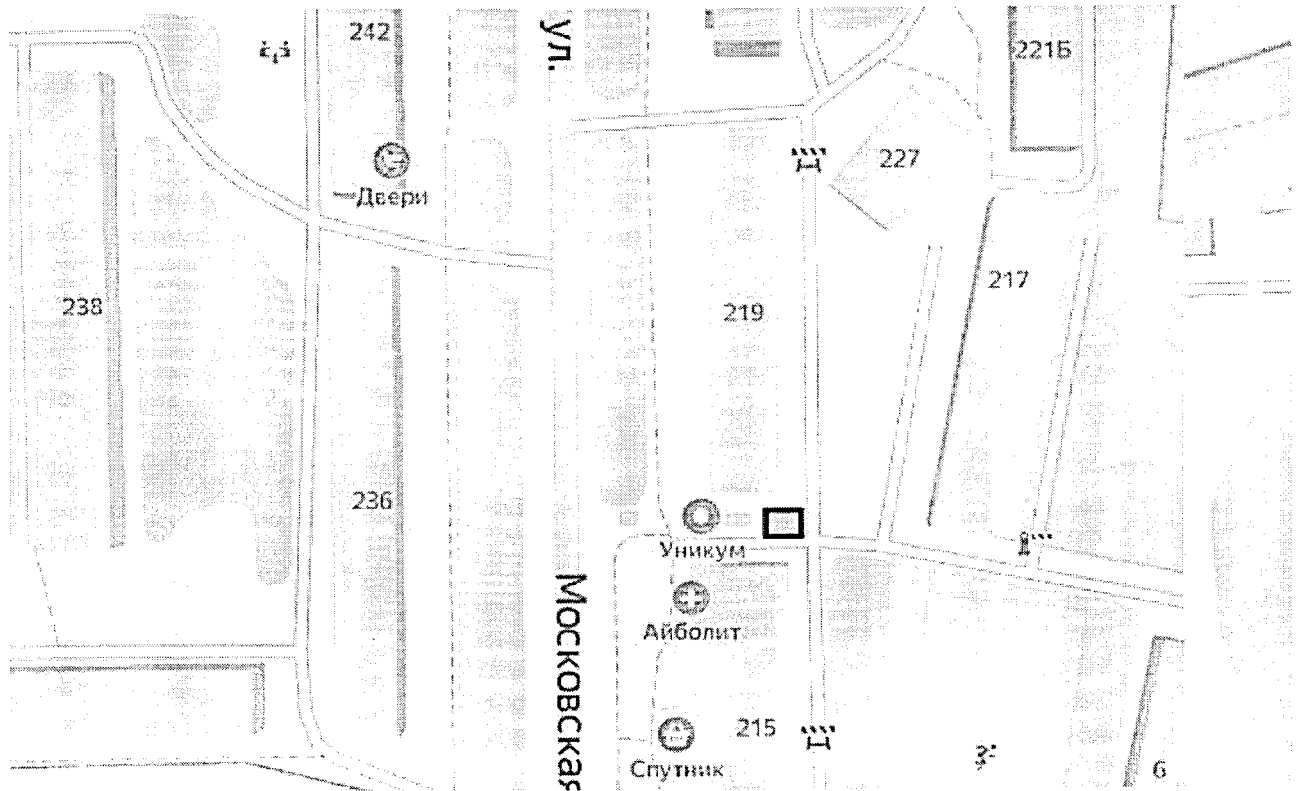 242
ул.
221Б
227
Двери
238
219
217
236
Уникум
Московская
Айболит
215
Спутник
6